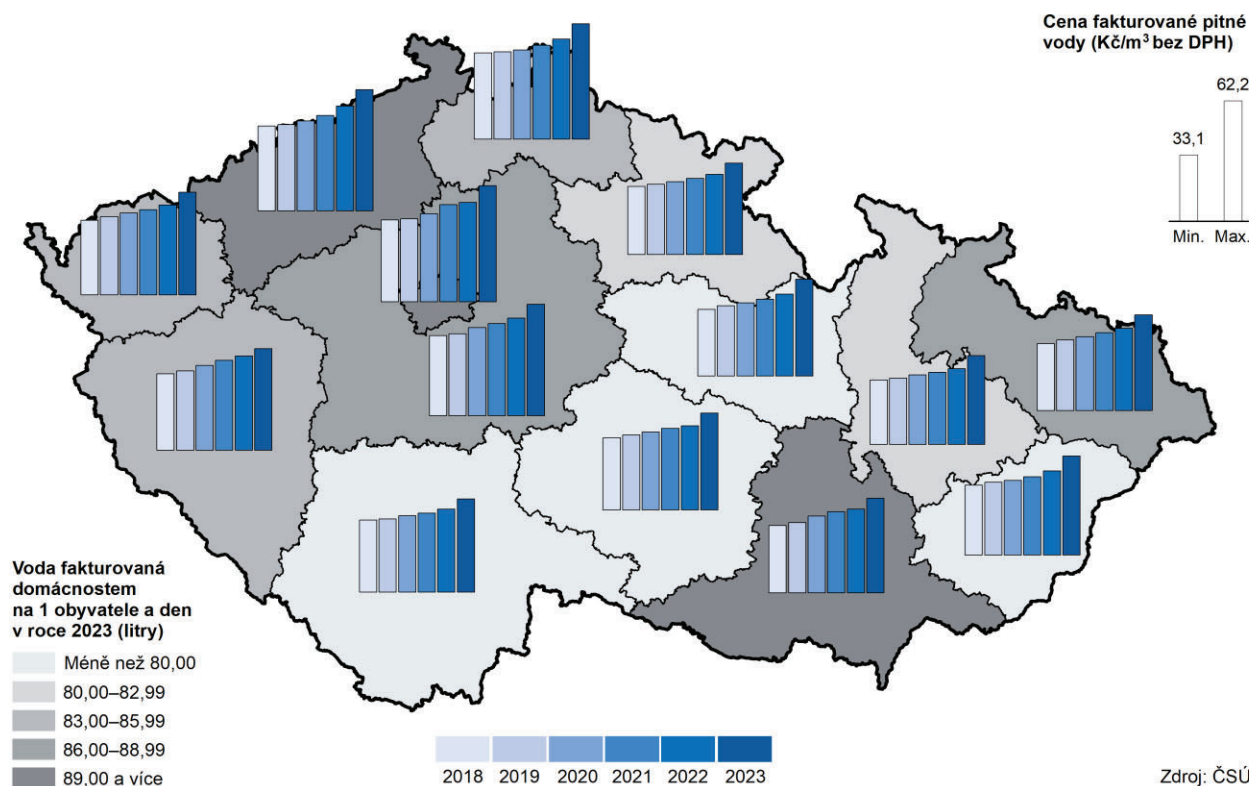 Cena fakturované pitné
vody (Kč/m³ bez DPH)
62,2
33,1
Min. Max.
Voda fakturovaná
domácnostem
na 1 obyvatele a den
v roce 2023 (litry)
Méně než 80,00
80,00–82,99
83,00–85,99
86,00–88,99
89,00 a více
2018 2019 2020 2021 2022 2023
Zdroj: ČSÚ